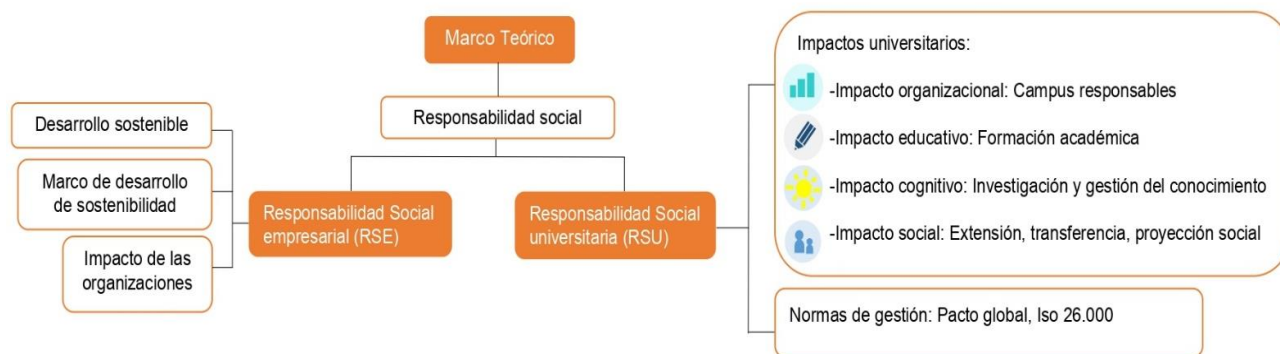 Marco Teórico
Responsabilidad social
Desarrollo sostenible
Marco de desarrollo
de sostenibilidad
Impacto de las
organizaciones
Responsabilidad Social
empresarial (RSE)
Responsabilidad Social
universitaria (RSU)
Impactos universitarios:
-Impacto organizacional: Campus responsables
-Impacto educativo: Formación académica
-Impacto cognitivo: Investigación y gestión del conocimiento
-Impacto social: Extensión, transferencia, proyección social
Normas de gestión: Pacto global, Iso 26.000